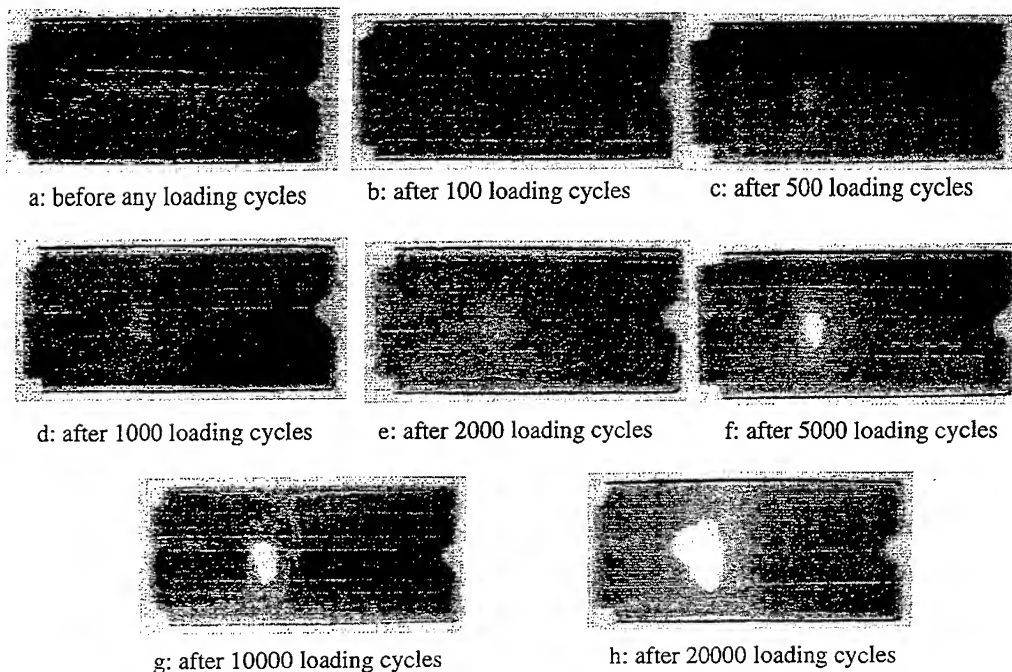 a: before any loading cycles
b: after 100 loading cycles
c: after 500 loading cycles
d: after 1000 loading cycles
e: after 2000 loading cycles
f: after 5000 loading cycles
g: after 10000 loading cycles
h: after 20000 loading cycles